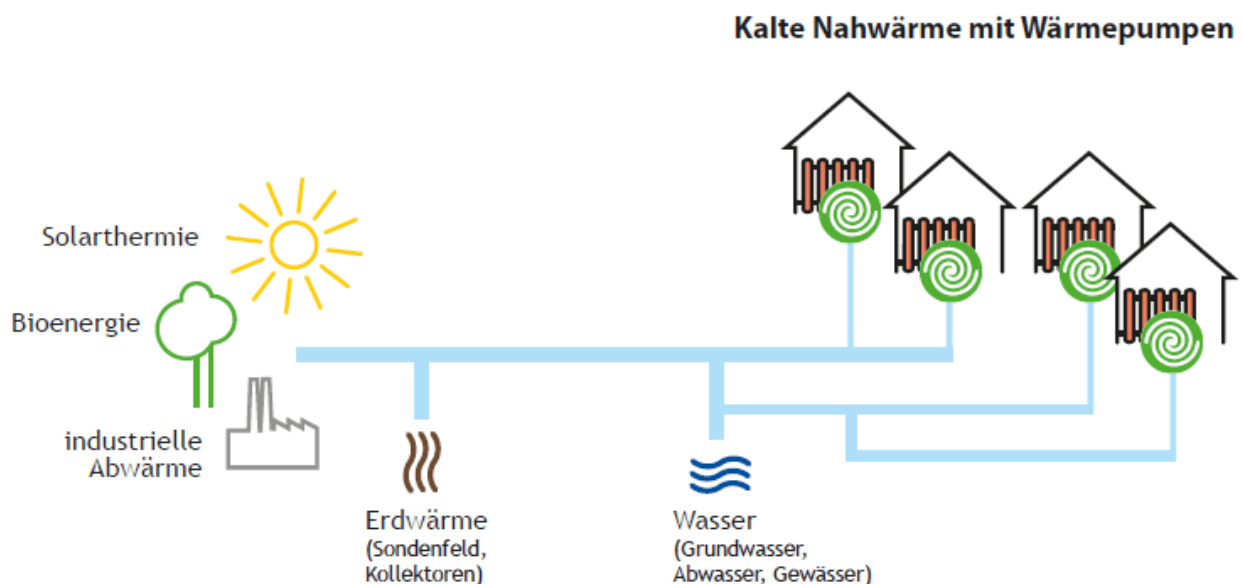 Kalte Nahwärme mit Wärmepumpen
Solarthermie
Bioenergie
industrielle
Abwärme
Erdwärme
(Sondenfeld,
Kollektoren)
Wasser
(Grundwasser,
Abwasser, Gewässer)